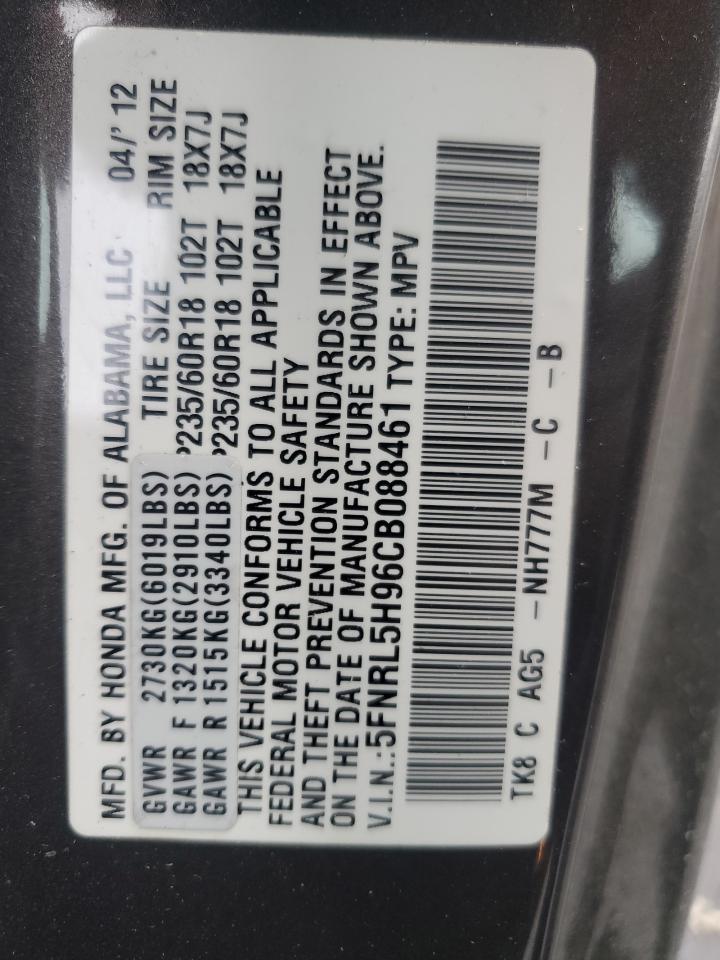 MFD. BY HONDA MFG. OF ALABAMA, LLC 04/' 12
GVWR 2730KG(6019LBS) TIRE SIZE RIM SIZE
GAWR F 1320KG(2910LBS) P235/60R18 102T 18X7J
GAWR R 1515KG(3340LBS) P235/60R18 102T 18X7J
THIS VEHICLE CONFORMS TO ALL APPLICABLE
FEDERAL MOTOR VEHICLE SAFETY
AND THEFT PREVENTION STANDARDS IN EFFECT
ON THE DATE OF MANUFACTURE SHOWN ABOVE.
V.I.N.:5FNRL5H96CB088461 TYPE: MPV
TK8 C AG5 -NH777M -C -B